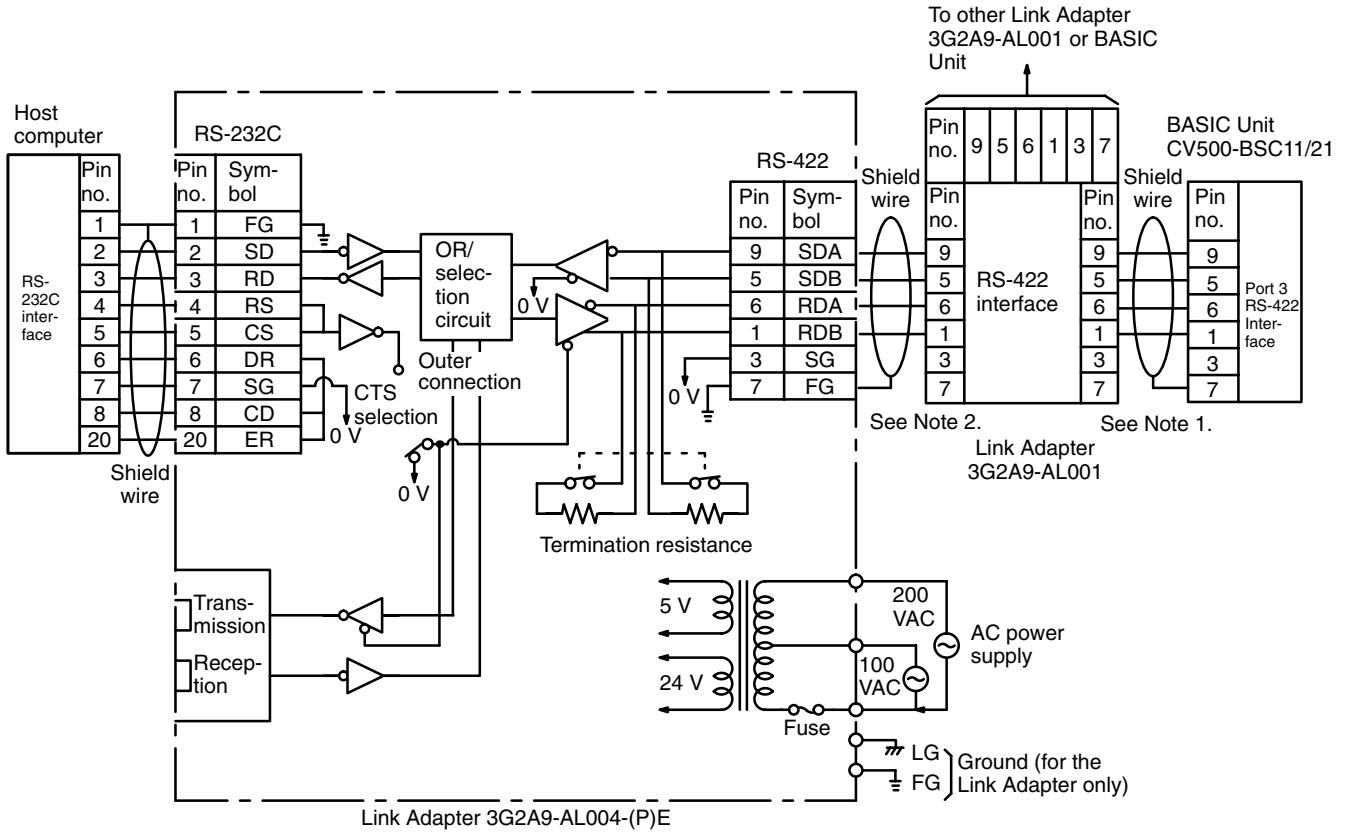 To other Link Adapter
3G2A9-AL001 or BASIC
Unit
Host
computer
RS-232C
RS-422
BASIC Unit
CV500-BSC11/21
Pin
no.
9 5 6 1 3 7
Shield
wire
Shield
wire
RS-
232C
inter-
face
Pin
no.
1
2
3
4
5
6
7
8
20
Pin
no.
Sym-
bol
1 FG
2 SD
3 RD
4 RS
5 CS
6 DR
7 SG
8 CD
20 ER
Shield
wire
OR/
selec-
tion
circuit
0 V
Outer
connection
CTS
selection
0 V
0 V
Pin
no.
Sym-
bol
9 SDA
5 SDB
6 RDA
1 RDB
3 SG
7 FG
0 V
Pin
no.
9
5
6
1
3
7
RS-422
interface
Pin
no.
9
5
6
1
3
7
Pin
no.
9
5
6
1
3
7
Port 3
RS-422
Inter-
face
See Note 2.
See Note 1.
Link Adapter
3G2A9-AL001
Termination resistance
Trans-
mission
Recep-
tion
5 V
24 V
200
VAC
100
VAC
AC power
supply
Fuse
LG
FG
Ground (for the
Link Adapter only)
Link Adapter 3G2A9-AL004-(P)E